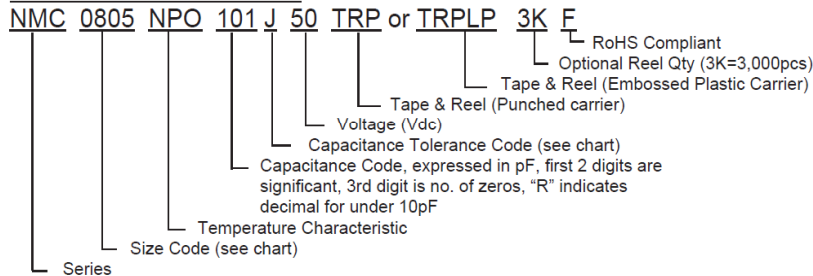 NMC 0805 NPO 101 J 50 TRP or TRPLP 3K F
RoHS Compliant
Optional Reel Qty (3K=3,000pcs)
Tape & Reel (Embossed Plastic Carrier)
Tape & Reel (Punched carrier)
Voltage (Vdc)
Capacitance Tolerance Code (see chart)
Capacitance Code, expressed in pF, first 2 digits are
significant, 3rd digit is no. of zeros, “R” indicates
decimal for under 10pF
Temperature Characteristic
Size Code (see chart)
Series